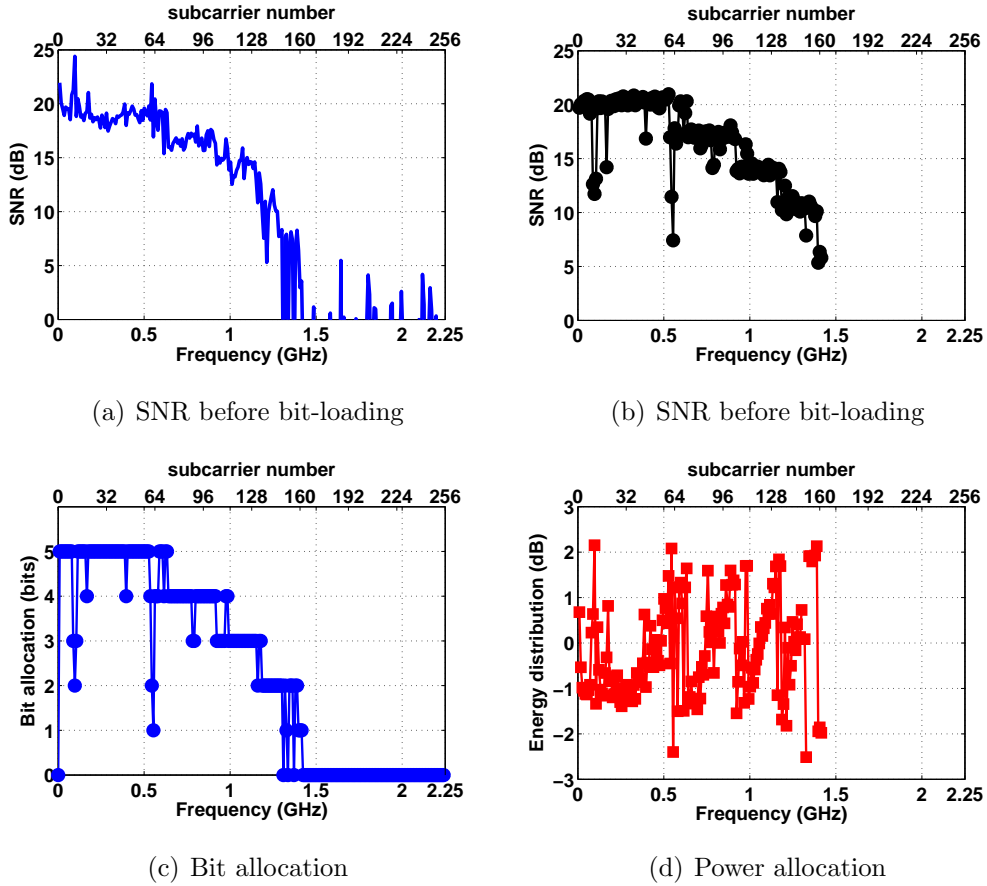 subcarrier number
0 32 64 96 128 160 192 224 256
25
20
15
10
5
0
SNR (dB)
0 0.5 1 1.5 2 2.25
Frequency (GHz)
(a) SNR before bit-loading
subcarrier number
0 32 64 96 128 160 192 224 256
25
20
15
10
5
0
SNR (dB)
0 0.5 1 1.5 2 2.25
Frequency (GHz)
(b) SNR before bit-loading
subcarrier number
0 32 64 96 128 160 192 224 256
5
4
3
2
1
0
Bit allocation (bits)
0 0.5 1 1.5 2 2.25
Frequency (GHz)
(c) Bit allocation
subcarrier number
0 32 64 96 128 160 192 224 256
3
2
1
0
−1
−2
−3
Energy distribution (dB)
0 0.5 1 1.5 2 2.25
Frequency (GHz)
(d) Power allocation